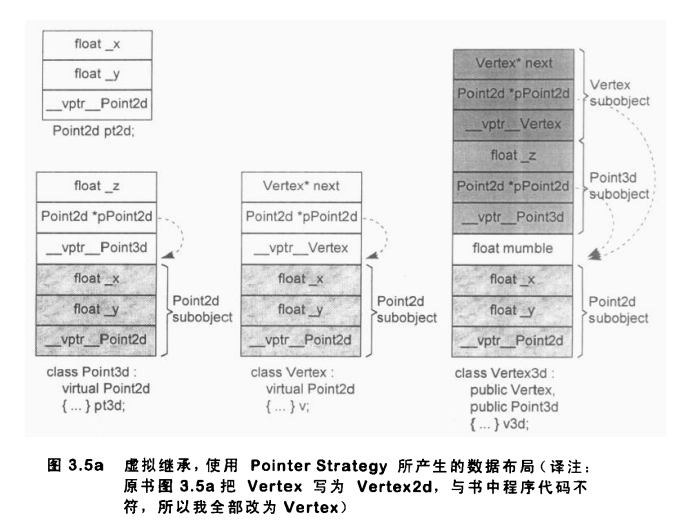 float _x
float _y
__vptr__Point2d
Point2d pt2d;
float _z
Point2d *pPoint2d
__vptr__Point3d
float _x
float _y
__vptr__Point2d
Point2d
subobject
class Point3d :
virtual Point2d
{ ... } pt3d;
Vertex* next
Point2d *pPoint2d
__vptr__Vertex
float _x
float _y
__vptr__Point2d
Point2d
subobject
class Vertex :
virtual Point2d
{ ... } v;
Vertex* next
Point2d *pPoint2d
__vptr__Vertex
float _z
Point2d *pPoint2d
__vptr__Point3d
float mumble
float _x
float _y
__vptr__Point2d
Vertex
subobject
Point3d
subobject
Point2d
subobject
class Vertex3d :
public Vertex,
public Point3d
{ ... } v3d;
图 3.5a 虚拟继承,使用 Pointer Strategy 所产生的数据布局(译注:
原书图 3.5a 把 Vertex 写为 Vertex2d,与书中程序代码不
符,所以我全部改为 Vertex)